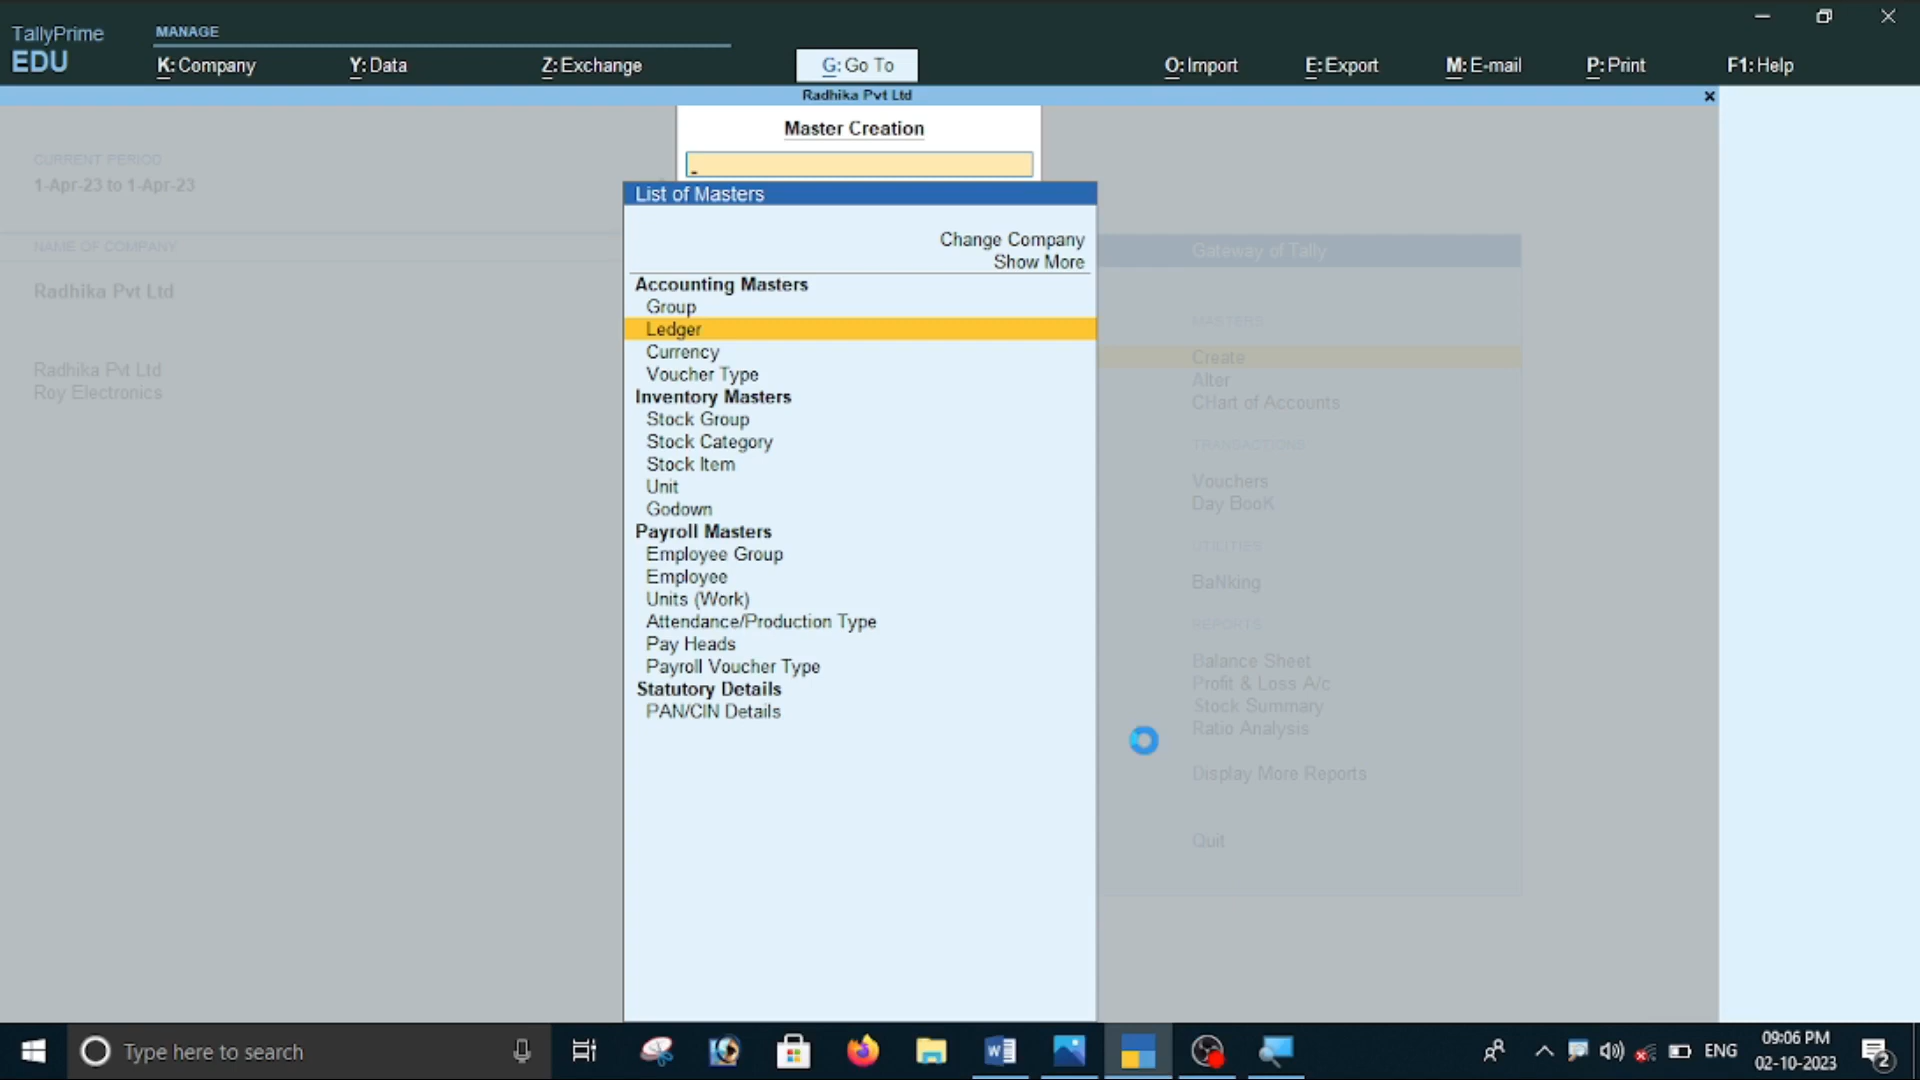 TallyPrime
EDU
MANAGE
K: Company
Y: Data
Z: Exchange
G: Go To
O: Import
E: Export
M: E-mail
P: Print
F1: Help
Radhika Pvt Ltd
CURRENT PERIOD
1-Apr-23 to 1-Apr-23
NAME OF COMPANY
Radhika Pvt Ltd
Radhika Pvt Ltd
Roy Electronics
Master Creation
List of Masters
Change Company
Show More
Accounting Masters
Group
Ledger
Currency
Voucher Type
Inventory Masters
Stock Group
Stock Category
Stock Item
Unit
Godown
Payroll Masters
Employee Group
Employee
Units (Work)
Attendance/Production Type
Pay Heads
Payroll Voucher Type
Statutory Details
PAN/CIN Details
Gateway of Tally
MASTERS
Create
Alter
CHart of Accounts
TRANSACTIONS
Vouchers
Day BooK
UTILITIES
BaNking
REPORTS
Balance Sheet
Profit & Loss A/c
Stock Summary
Ratio Analysis
Display More Reports
Quit
Type here to search
ENG
09:06 PM
02-10-2023
2